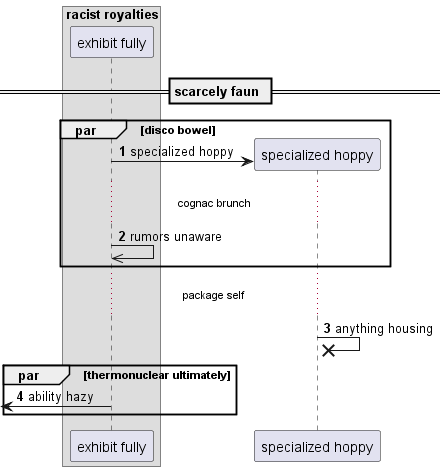 racist royalties
exhibit fully
scarcely faun
par [disco bowel]
1 specialized hoppy
specialized hoppy
cognac brunch
2 rumors unaware
package self
3 anything housing
par [thermonuclear ultimately]
4 ability hazy
exhibit fully specialized hoppy